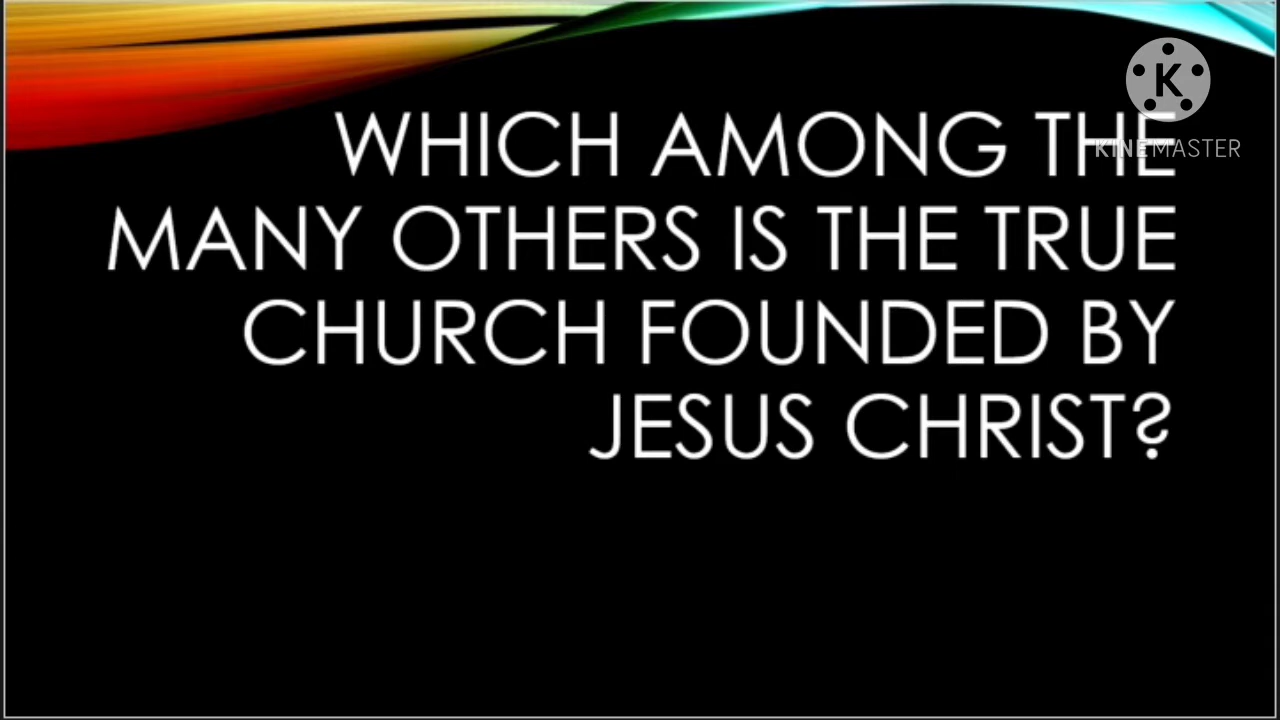 WHICH AMONG THE
MANY OTHERS IS THE TRUE
CHURCH FOUNDED BY
JESUS CHRIST?
K
KINEMASTER